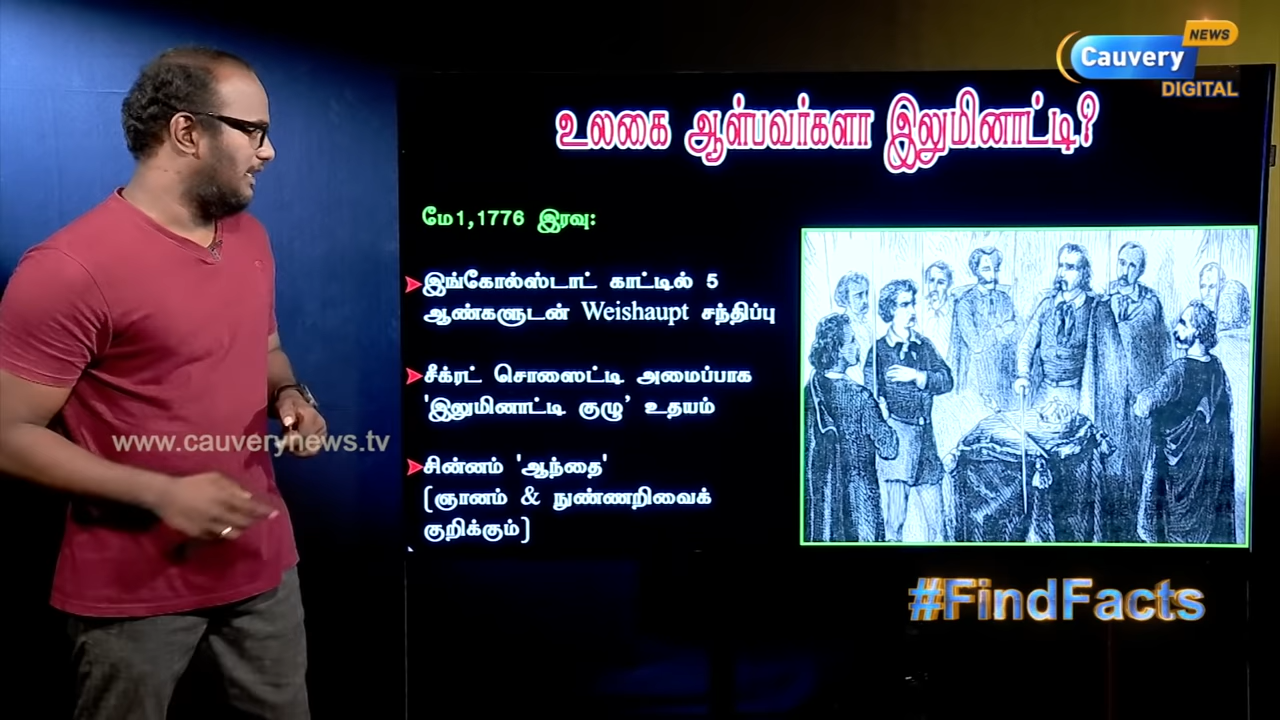 NEWS
Cauvery
DIGITAL
உலகை ஆள்பவர்களா இலுமினாட்டி?
மே1,1776 இரவு:
இங்கோல்ஸ்டாட் காட்டில் 5
ஆண்களுடன் Weishaupt சந்திப்பு
சீக்ரட் சொஸைட்டி அமைப்பாக
'இலுமினாட்டி குழு’ உதயம்
சின்னம் 'ஆந்தை'
(ஞானம் & நுண்ணறிவைக்
குறிக்கும்)
www.cauverynews.tv
#FindFacts